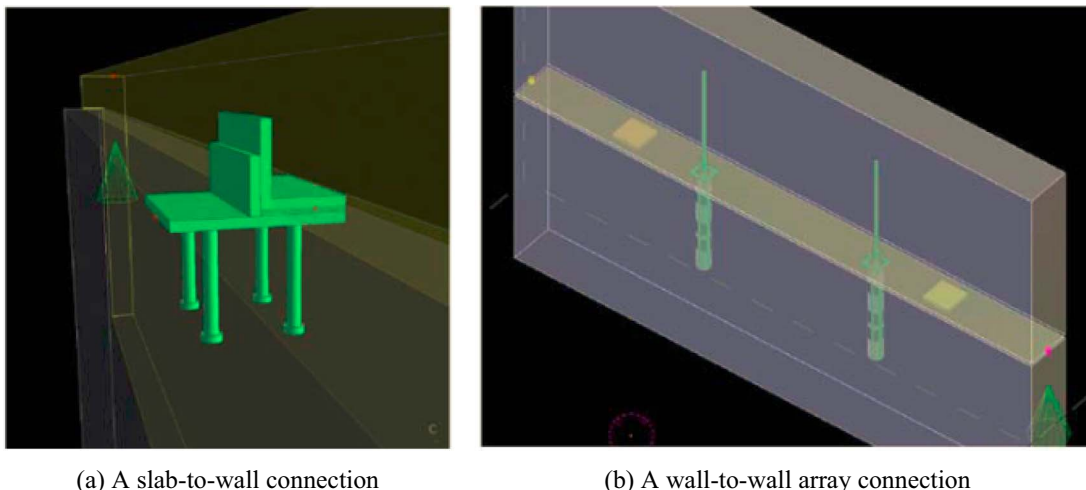 C
(a) A slab-to-wall connection
(b) A wall-to-wall array connection